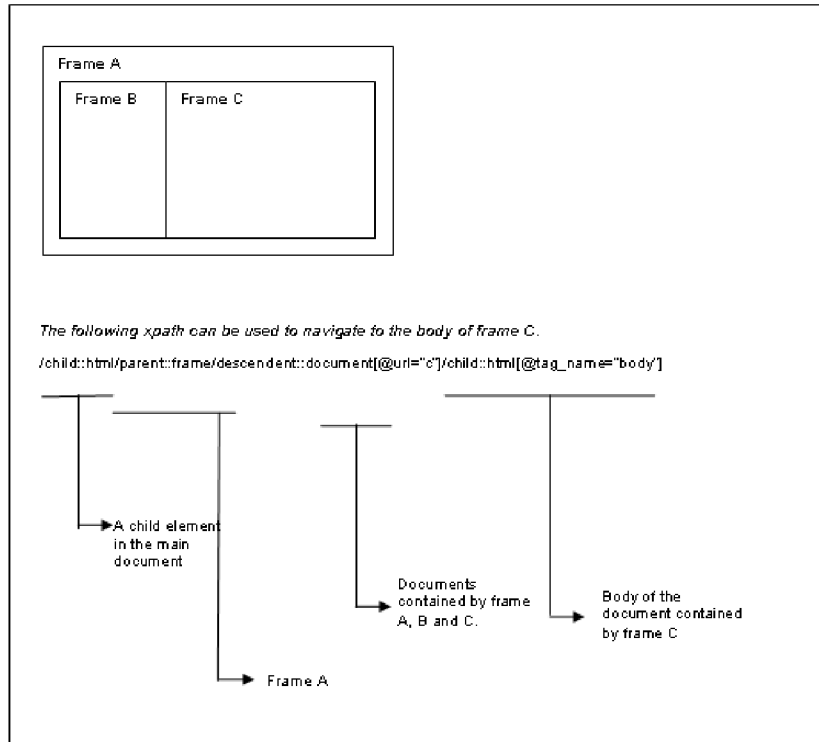 Frame A
Frame B
Frame C
The following xpath can be used to navigate to the body of frame C.
/child::html/parent::frame/descendent::document[@url="c"]/child::html[@tag_name="body"]
A child element
in the main
document
Documents
contained by frame
A, B and C.
Body of the
document contained
by frame C
Frame A